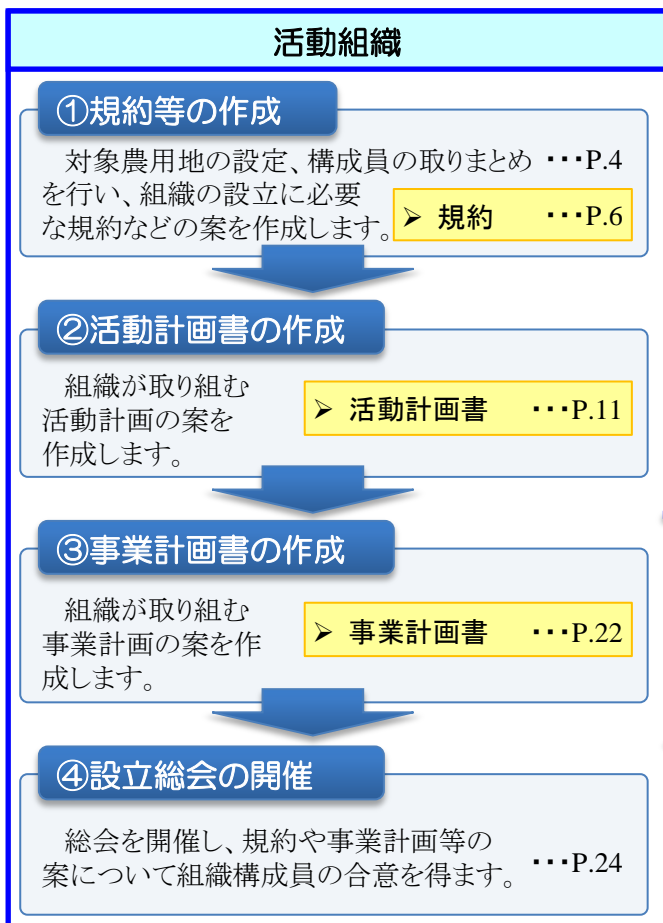 活動組織
①規約等の作成
対象農用地の設定、構成員の取りまとめ ・・・P.4
を行い、組織の設立に必要
な規約などの案を作成します。
➢ 規約 ・・・P.6
②活動計画書の作成
組織が取り組む
活動計画の案を
作成します。
➢ 活動計画書 ・・・P.11
③事業計画書の作成
組織が取り組む
事業計画の案を作
成します。
➢ 事業計画書 ・・・P.22
④設立総会の開催
総会を開催し、規約や事業計画等の
案について組織構成員の合意を得ます。 ・・・P.24